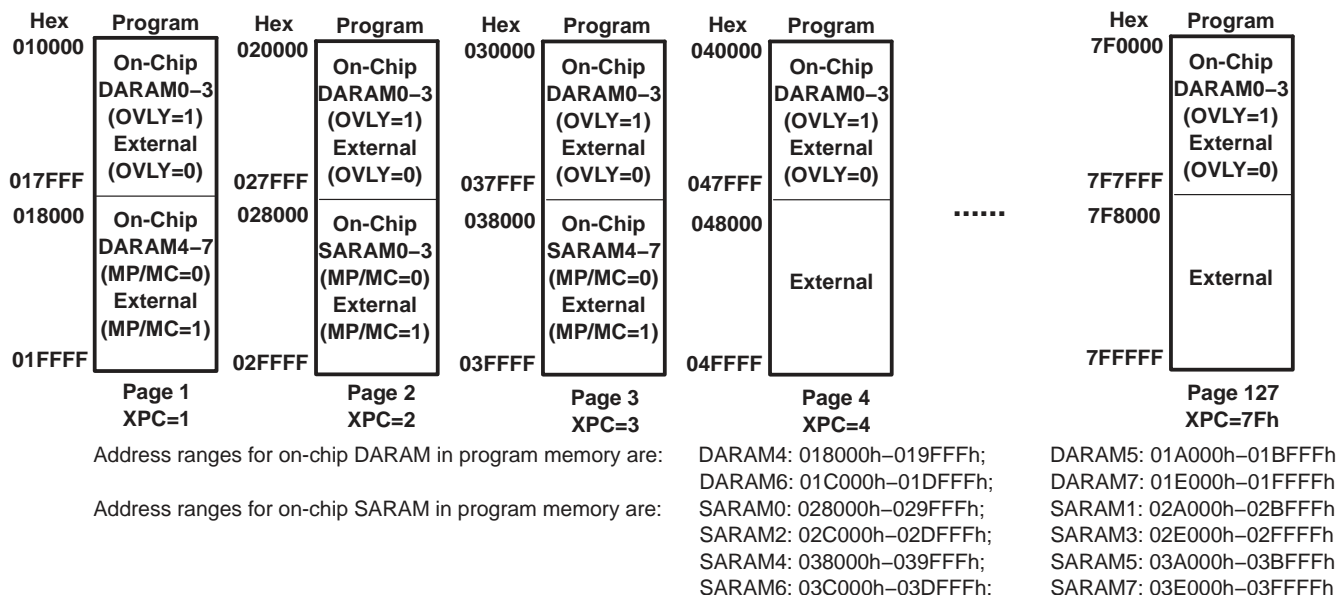 Hex Program
010000
On-Chip
DARAM0−3
(OVLY=1)
External
(OVLY=0)
017FFF
018000
On-Chip
DARAM4−7
(MP/MC=0)
External
(MP/MC=1)
01FFFF
Page 1
XPC=1
Hex Program
020000
On-Chip
DARAM0−3
(OVLY=1)
External
(OVLY=0)
027FFF
028000
On-Chip
SARAM0−3
(MP/MC=0)
External
(MP/MC=1)
02FFFF
Page 2
XPC=2
Hex Program
030000
On-Chip
DARAM0−3
(OVLY=1)
External
(OVLY=0)
037FFF
038000
On-Chip
SARAM4−7
(MP/MC=0)
External
(MP/MC=1)
03FFFF
Page 3
XPC=3
Hex Program
040000
On-Chip
DARAM0−3
(OVLY=1)
External
(OVLY=0)
047FFF
048000
External
04FFFF
Page 4
XPC=4
......
Hex Program
7F0000
On-Chip
DARAM0−3
(OVLY=1)
External
(OVLY=0)
7F7FFF
7F8000
External
7FFFFF
Page 127
XPC=7Fh
Address ranges for on-chip DARAM in program memory are: DARAM4: 018000h−019FFFh; DARAM5: 01A000h−01BFFFh
DARAM6: 01C000h−01DFFFh; DARAM7: 01E000h−01FFFFh
Address ranges for on-chip SARAM in program memory are: SARAM0: 028000h−029FFFh; SARAM1: 02A000h−02BFFFh
SARAM2: 02C000h−02DFFFh; SARAM3: 02E000h−02FFFFh
SARAM4: 038000h−039FFFh; SARAM5: 03A000h−03BFFFh
SARAM6: 03C000h−03DFFFh; SARAM7: 03E000h−03FFFFh